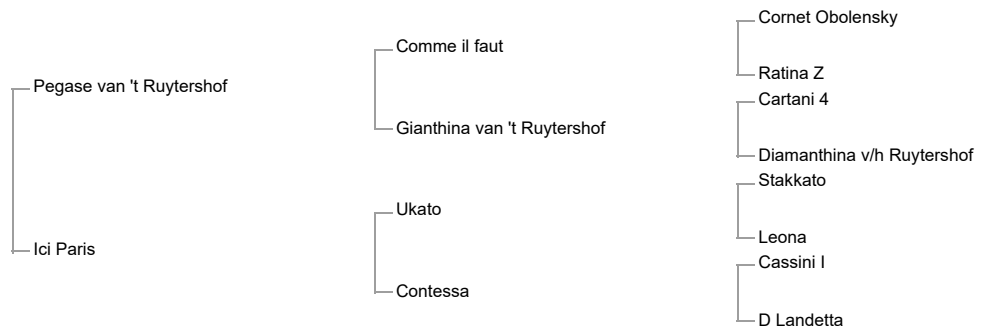 Cornet Obolensky
Comme il faut
Ratina Z
Pegase van 't Ruytershof
Cartani 4
Gianthina van 't Ruytershof
Diamanthina v/h Ruytershof
Stakkato
Ukato
Leona
Ici Paris
Cassini I
Contessa
D Landetta